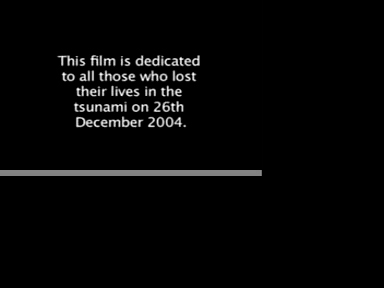 This film is dedicated
to all those who lost
their lives in the
tsunami on 26th
December 2004.